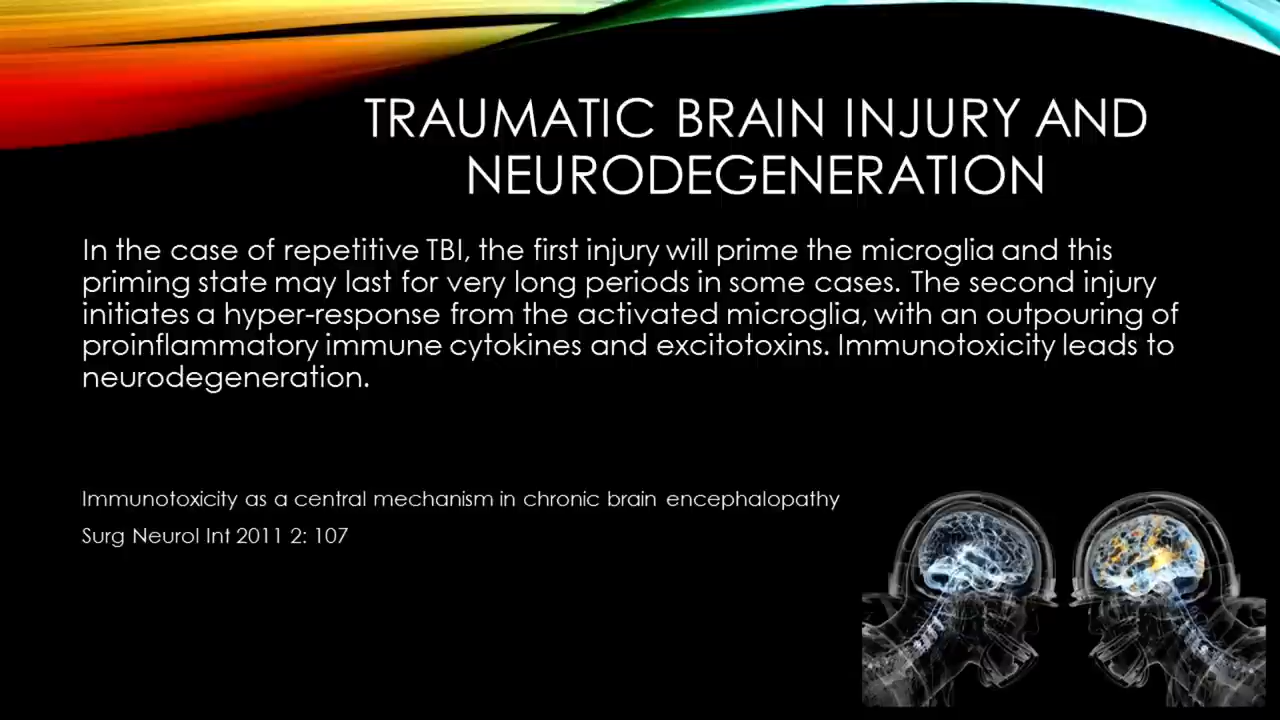 TRAUMATIC BRAIN INJURY AND
NEURODEGENERATION
In the case of repetitive TBI, the first injury will prime the microglia and this
priming state may last for very long periods in some cases. The second injury
initiates a hyper-response from the activated microglia, with an outpouring of
proinflammatory immune cytokines and excitotoxins. Immunotoxicity leads to
neurodegeneration.
Immunotoxicity as a central mechanism in chronic brain encephalopathy
Surg Neurol Int 2011 2: 107